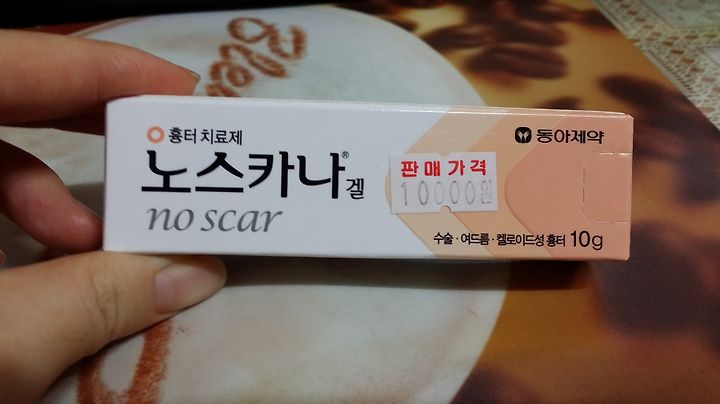 흉터 치료제
노스카나® 겔
no scar
판매가격
10000원
동아제약
수술·여드름·켈로이드성 흉터 10g